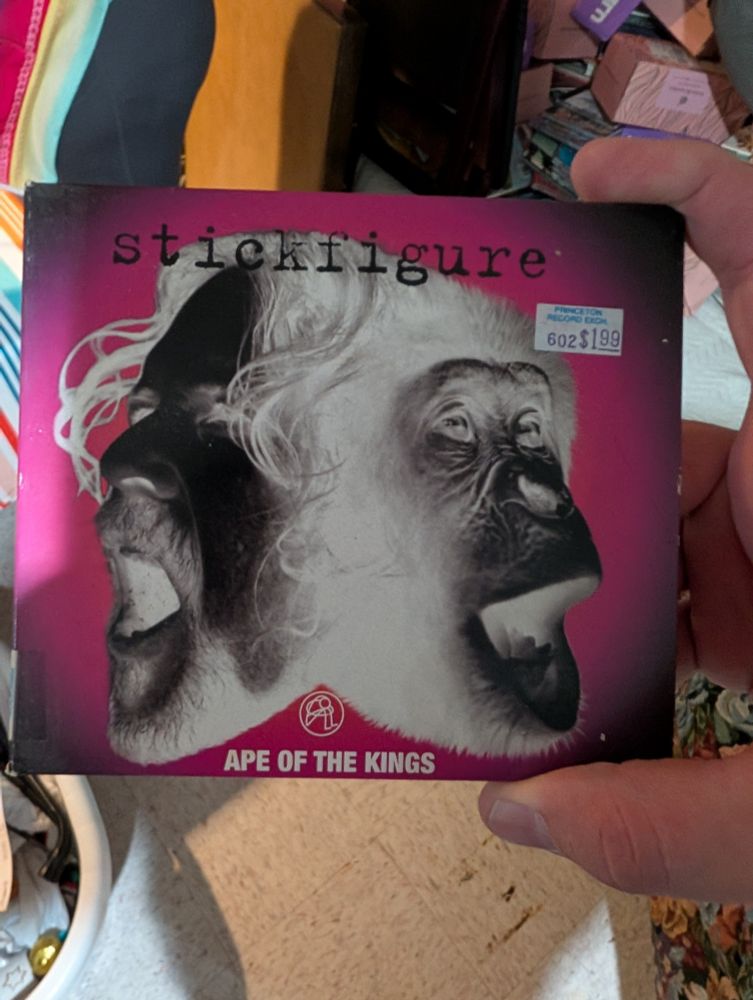 stickfigure
PRINCETON
RECORD EXCH.
602$1.99
APE OF THE KINGS